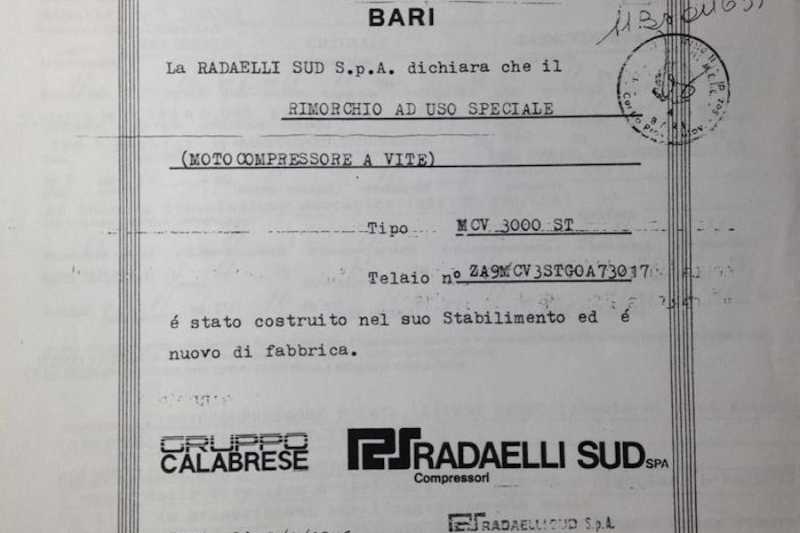 BARI
La RADAELLI SUD S.p.A. dichiara che il
RIMORCHIO AD USO SPECIALE
(MOTOCOMPRESSORE A VITE)
Tipo MCV 3000 ST
Telaio n° ZA9MCV3STG0A73017
é stato costruito nel suo Stabilimento ed é
nuovo di fabbrica.
GRUPPO
CALABRESE
RADAELLI SUD SPA
Compressori
RADAELLI SUD S.p.A.